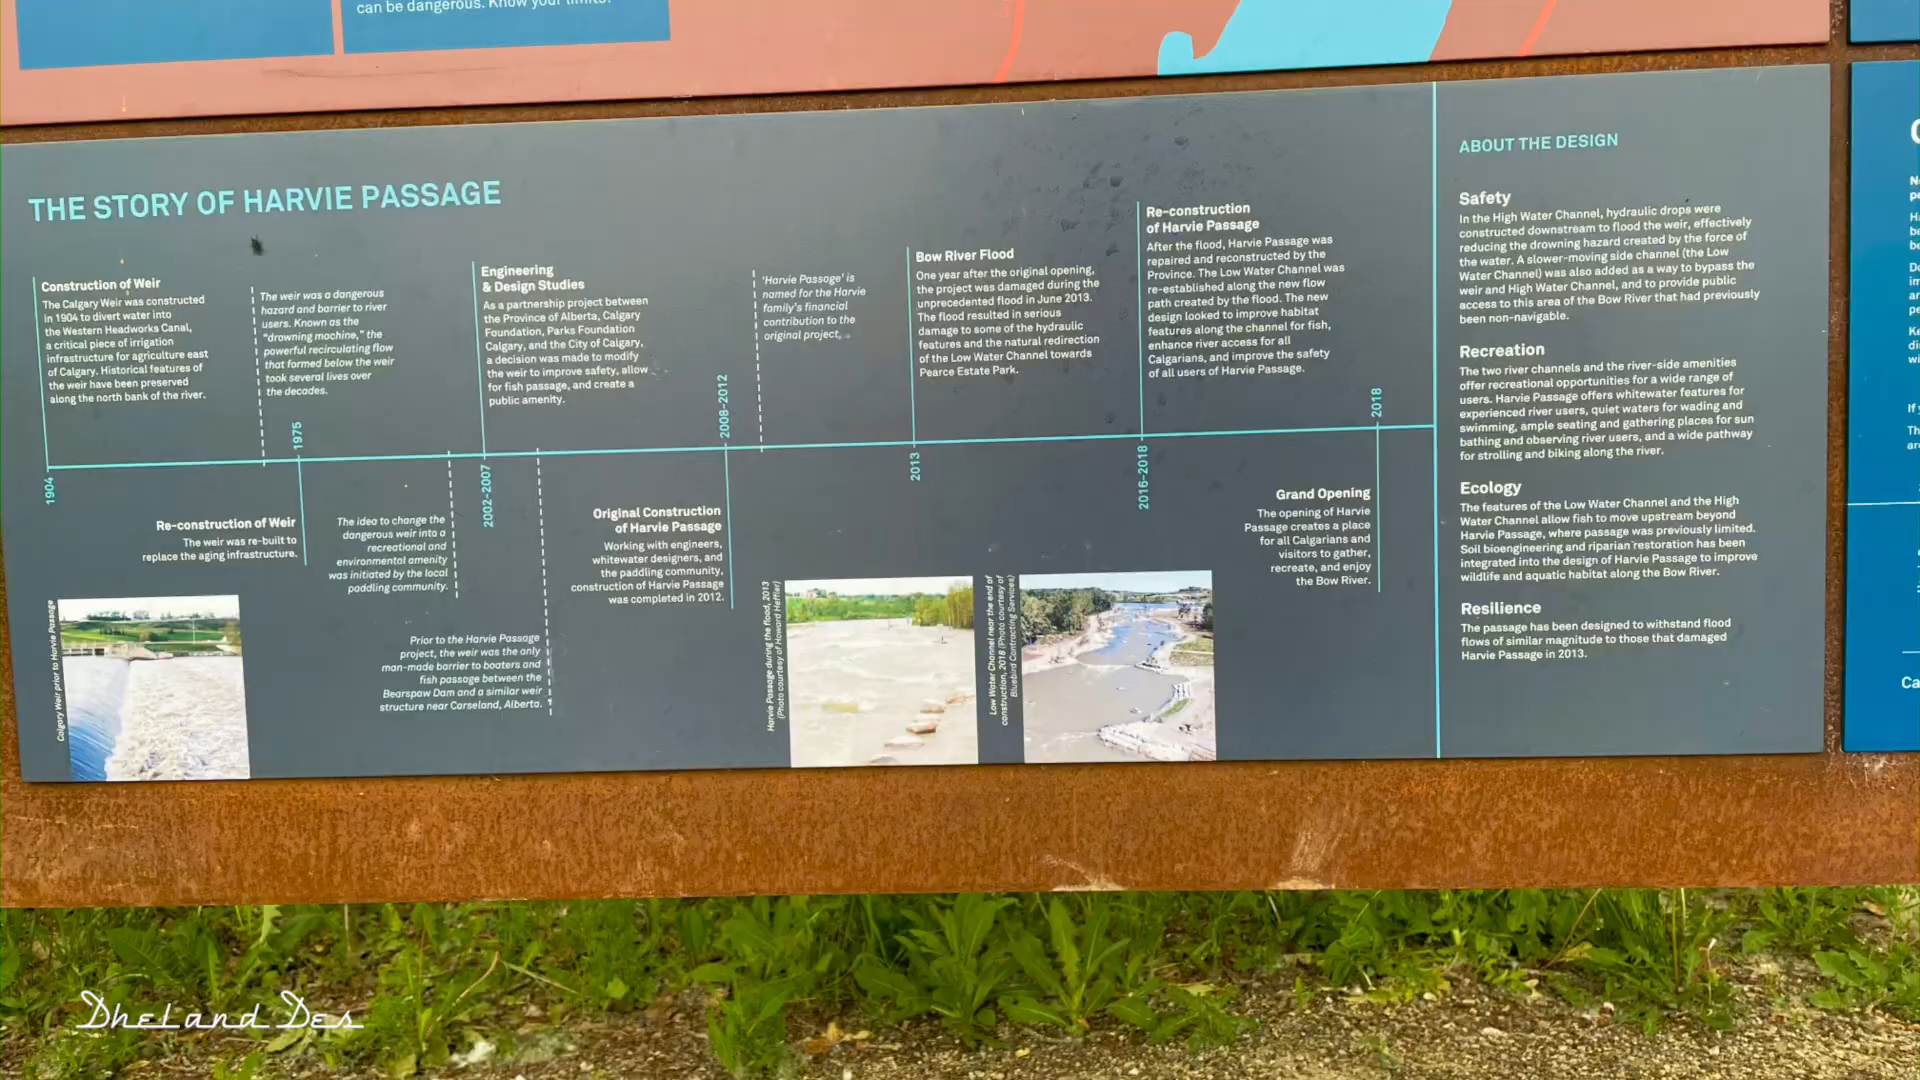 can be dangerous. Know your limits.
THE STORY OF HARVIE PASSAGE
Construction of Weir
The Calgary Weir was constructed
in 1904 to divert water into
the Western Headworks Canal,
a critical piece of irrigation
infrastructure for agriculture east
of Calgary. Historical features of
the weir have been preserved
along the north bank of the river.
1904
The weir was a dangerous
hazard and barrier to river
users. Known as the
"drowning machine," the
powerful recirculating flow
that formed below the weir
took several lives over
the decades.
1975
Re-construction of Weir
The weir was re-built to
replace the aging infrastructure.
The idea to change the
dangerous weir into a
recreational and
environmental amenity
was initiated by the local
paddling community.
Engineering
& Design Studies
As a partnership project between
the Province of Alberta, Calgary
Foundation, Parks Foundation
Calgary, and the City of Calgary,
a decision was made to modify
the weir to improve safety, allow
for fish passage, and create a
public amenity.
2002-2007
Prior to the Harvie Passage
project, the weir was the only
man-made barrier to boaters and
fish passage between the
Bearspaw Dam and a similar weir
structure near Carseland, Alberta.
2008-2012
Original Construction
of Harvie Passage
Working with engineers,
whitewater designers, and
the paddling community,
construction of Harvie Passage
was completed in 2012.
'Harvie Passage' is
named for the Harvie
family's financial
contribution to the
original project.
Bow River Flood
One year after the original opening,
the project was damaged during the
unprecedented flood in June 2013.
The flood resulted in serious
damage to some of the hydraulic
features and the natural redirection
of the Low Water Channel towards
Pearce Estate Park.
2013
Re-construction
of Harvie Passage
After the flood, Harvie Passage was
repaired and reconstructed by the
Province. The Low Water Channel was
re-established along the new flow
path created by the flood. The new
design looked to improve habitat
features along the channel for fish,
enhance river access for all
Calgarians, and improve the safety
of all users of Harvie Passage.
2016-2018
2018
Grand Opening
The opening of Harvie
Passage creates a place
for all Calgarians and
visitors to gather,
recreate, and enjoy
the Bow River.
Calgary Weir prior to Harvie Passage
Harvie Passage during the flood, 2013
(Photo courtesy of Howard Heffler)
Low Water Channel near the end of
construction, 2018 (Photo courtesy of
Bluebird Contracting Services)
ABOUT THE DESIGN
Safety
In the High Water Channel, hydraulic drops were
constructed downstream to flood the weir, effectively
reducing the drowning hazard created by the force of
the water. A slower-moving side channel (the Low
Water Channel) was also added as a way to bypass the
weir and High Water Channel, and to provide public
access to this area of the Bow River that had previously
been non-navigable.
Recreation
The two river channels and the river-side amenities
offer recreational opportunities for a wide range of
users. Harvie Passage offers whitewater features for
experienced river users, quiet waters for wading and
swimming, ample seating and gathering places for sun
bathing and observing river users, and a wide pathway
for strolling and biking along the river.
Ecology
The features of the Low Water Channel and the High
Water Channel allow fish to move upstream beyond
Harvie Passage, where passage was previously limited.
Soil bioengineering and riparian restoration has been
integrated into the design of Harvie Passage to improve
wildlife and aquatic habitat along the Bow River.
Resilience
The passage has been designed to withstand flood
flows of similar magnitude to those that damaged
Harvie Passage in 2013.
Dheland Des